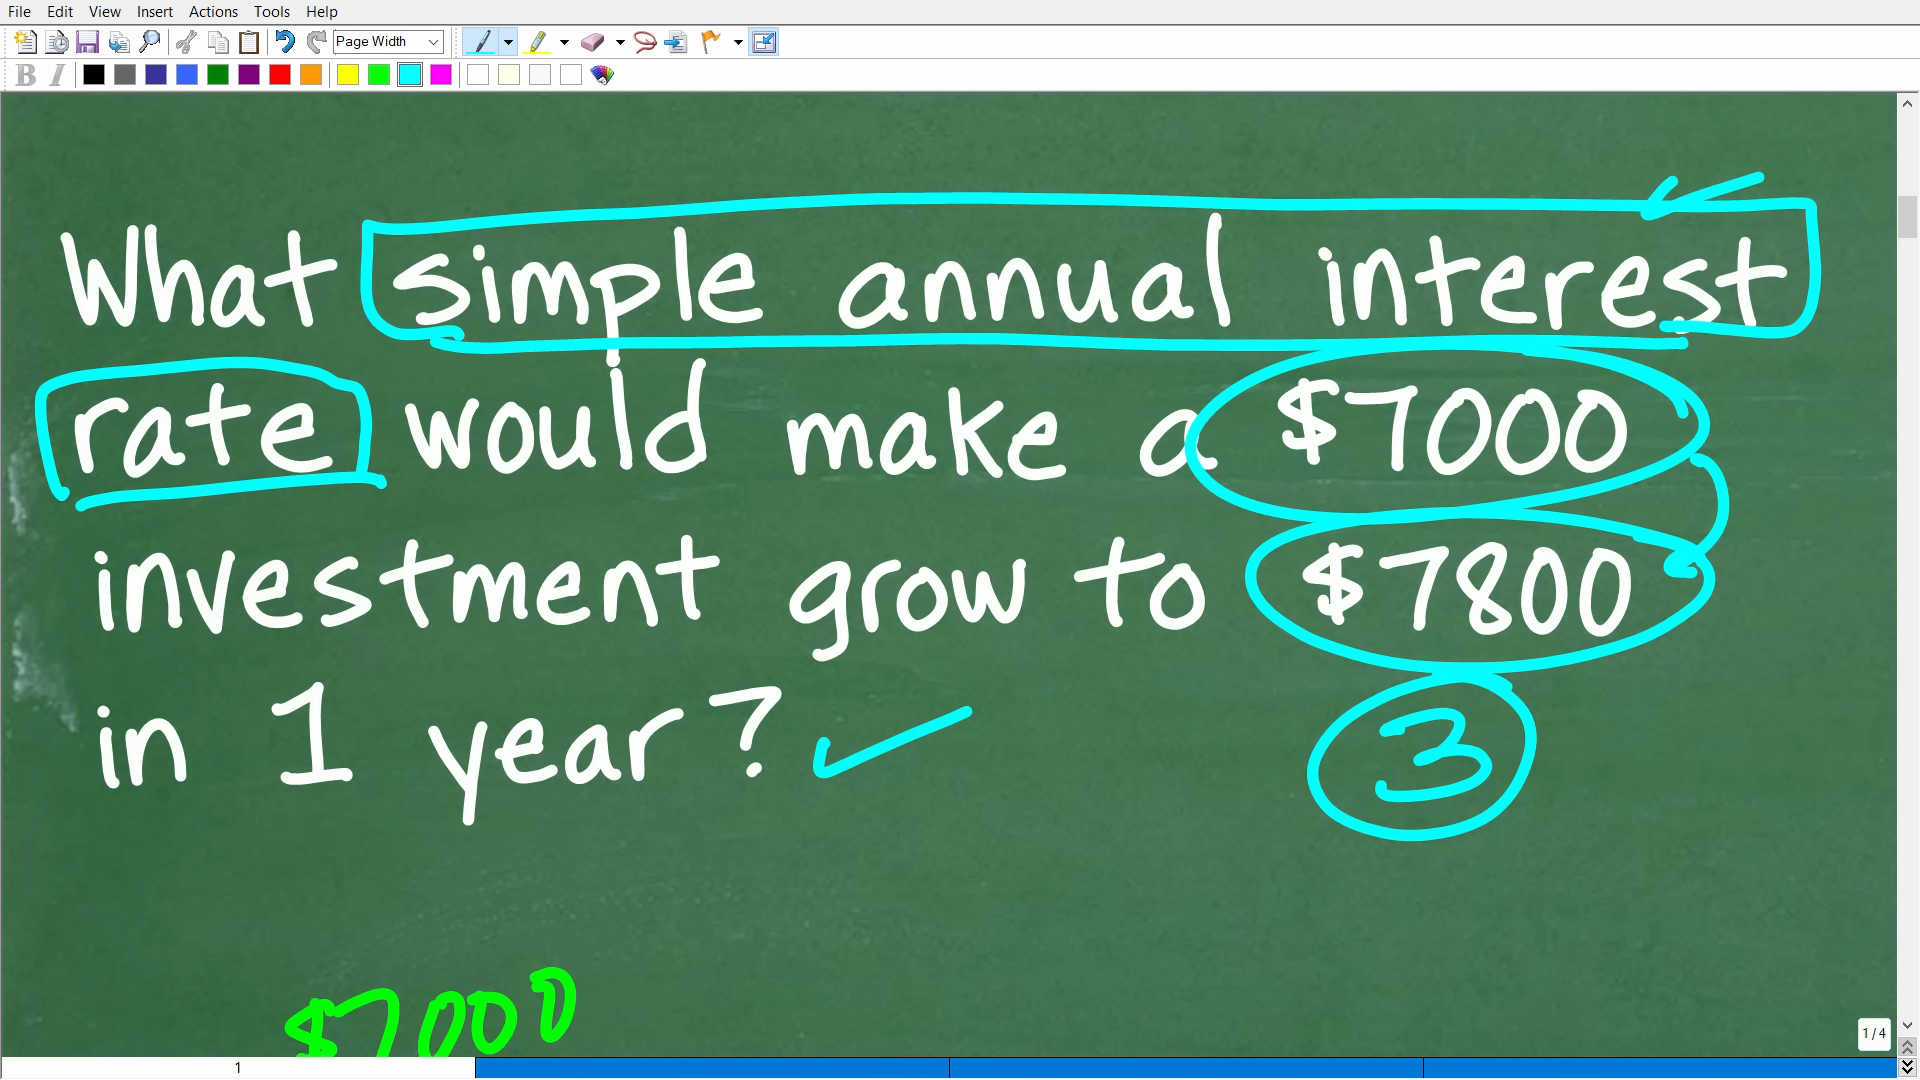 File Edit View Insert Actions Tools Help
Page Width
B I
What simple annual interest
rate would make a $7000
investment grow to $7800
in 1 year?
3
$7000
1 / 4
1